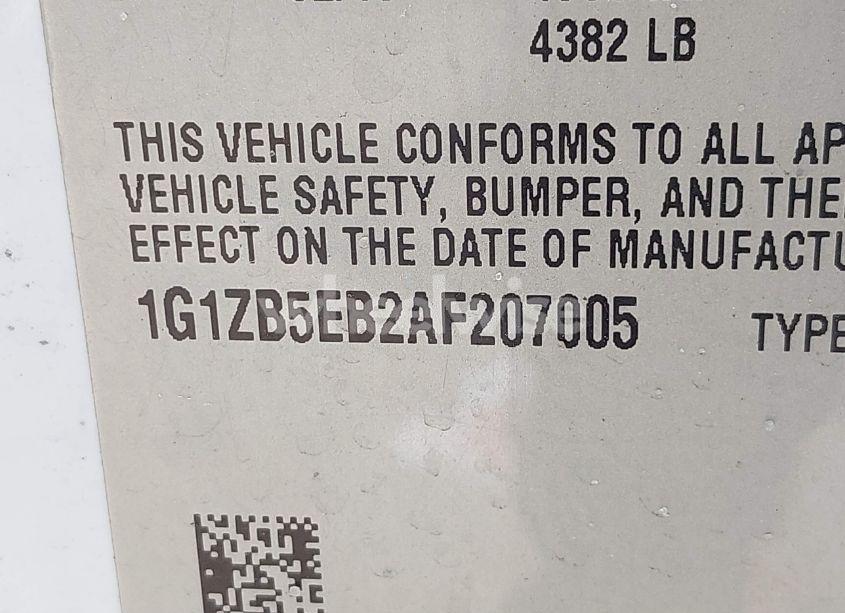 4382 LB
THIS VEHICLE CONFORMS TO ALL AP
VEHICLE SAFETY, BUMPER, AND THE
EFFECT ON THE DATE OF MANUFACTU
1G1ZB5EB2AF207005 TYPE